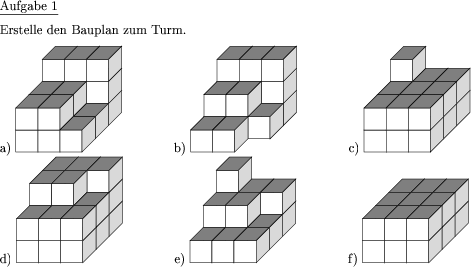 Aufgabe 1
Erstelle den Bauplan zum Turm.
a) b) c)
d) e) f)